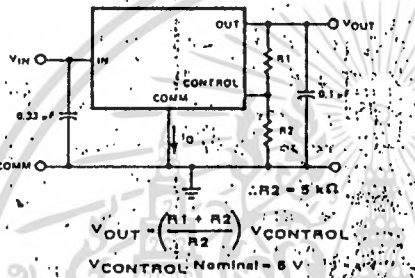 OUT
VOUT
VIN
IN
R1
CONTROL
COMM
0.33 µF
0.1 µF
IQ
R2
COMM
∴R2 = 5 kΩ
VOUT = (R1 + R2 / R2) VCONTROL
VCONTROL Nominal = 5 V